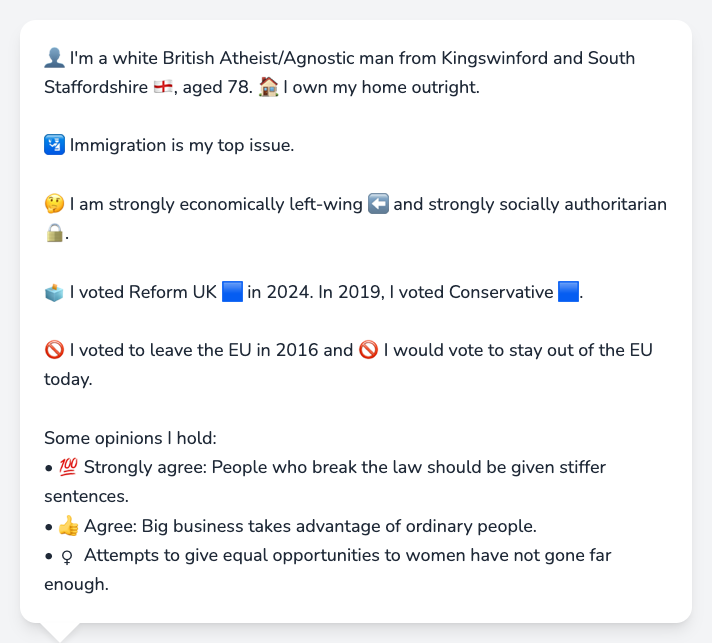 👤 I'm a white British Atheist/Agnostic man from Kingswinford and South
Staffordshire 🏴󠁧󠁢󠁥󠁮󠁧󠁿, aged 78. 🏠 I own my home outright.
🛂 Immigration is my top issue.
🤔 I am strongly economically left-wing ⬅️ and strongly socially authoritarian
🔒.
🗳️ I voted Reform UK 🟦 in 2024. In 2019, I voted Conservative 🟦.
🚫 I voted to leave the EU in 2016 and 🚫 I would vote to stay out of the EU
today.
Some opinions I hold:
• 💯 Strongly agree: People who break the law should be given stiffer
sentences.
• 👍 Agree: Big business takes advantage of ordinary people.
• ♀ Attempts to give equal opportunities to women have not gone far
enough.